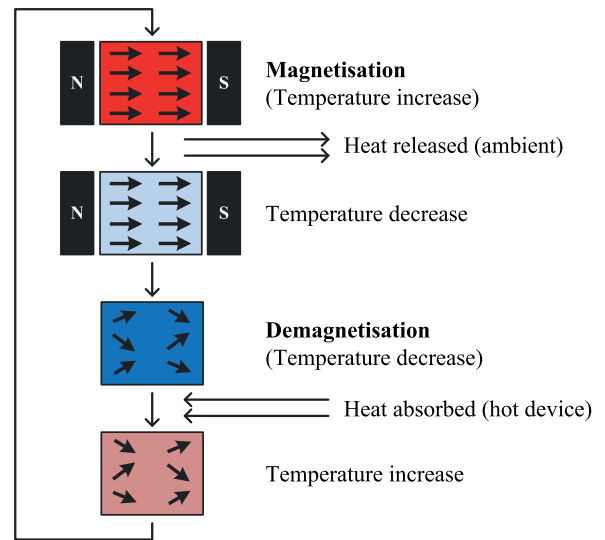 N
S
Magnetisation
(Temperature increase)
Heat released (ambient)
N
S
Temperature decrease
Demagnetisation
(Temperature decrease)
Heat absorbed (hot device)
Temperature increase